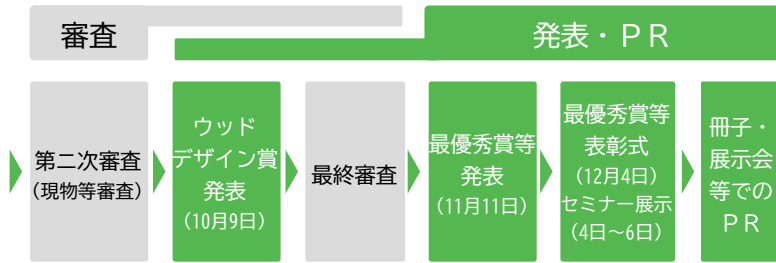 審査
発表・ＰＲ
第二次審査
(現物等審査)
ウッド
デザイン賞
発表
(10月9日)
最終審査
最優秀賞等
発表
(11月11日)
最優秀賞等
表彰式
(12月4日)
セミナー展示
(4日～6日)
冊子・
展示会
等での
ＰＲ